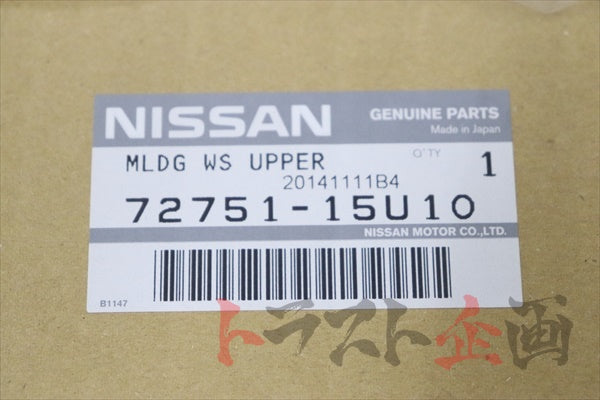 NISSAN
GENUINE PARTS
Made in Japan
MLDG WS UPPER
Q'TY
1
20141111B4
72751-15U10
NISSAN MOTOR CO.,LTD.
B1147
トラスト企画